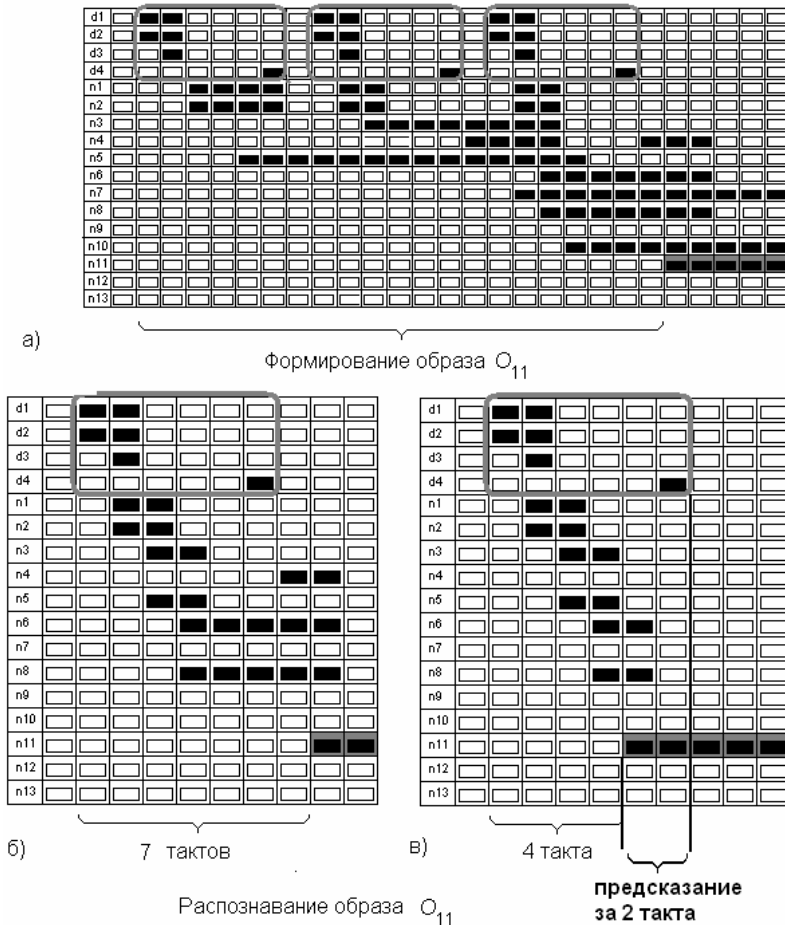 d1
d2
d3
d4
n1
n2
n3
n4
n5
n6
n7
n8
n9
n10
n11
n12
n13
а)
Формирование образа O11
d1
d2
d3
d4
n1
n2
n3
n4
n5
n6
n7
n8
n9
n10
n11
n12
n13
б)
7 тактов
d1
d2
d3
d4
n1
n2
n3
n4
n5
n6
n7
n8
n9
n10
n11
n12
n13
в)
4 такта
предсказание
за 2 такта
Распознавание образа O11